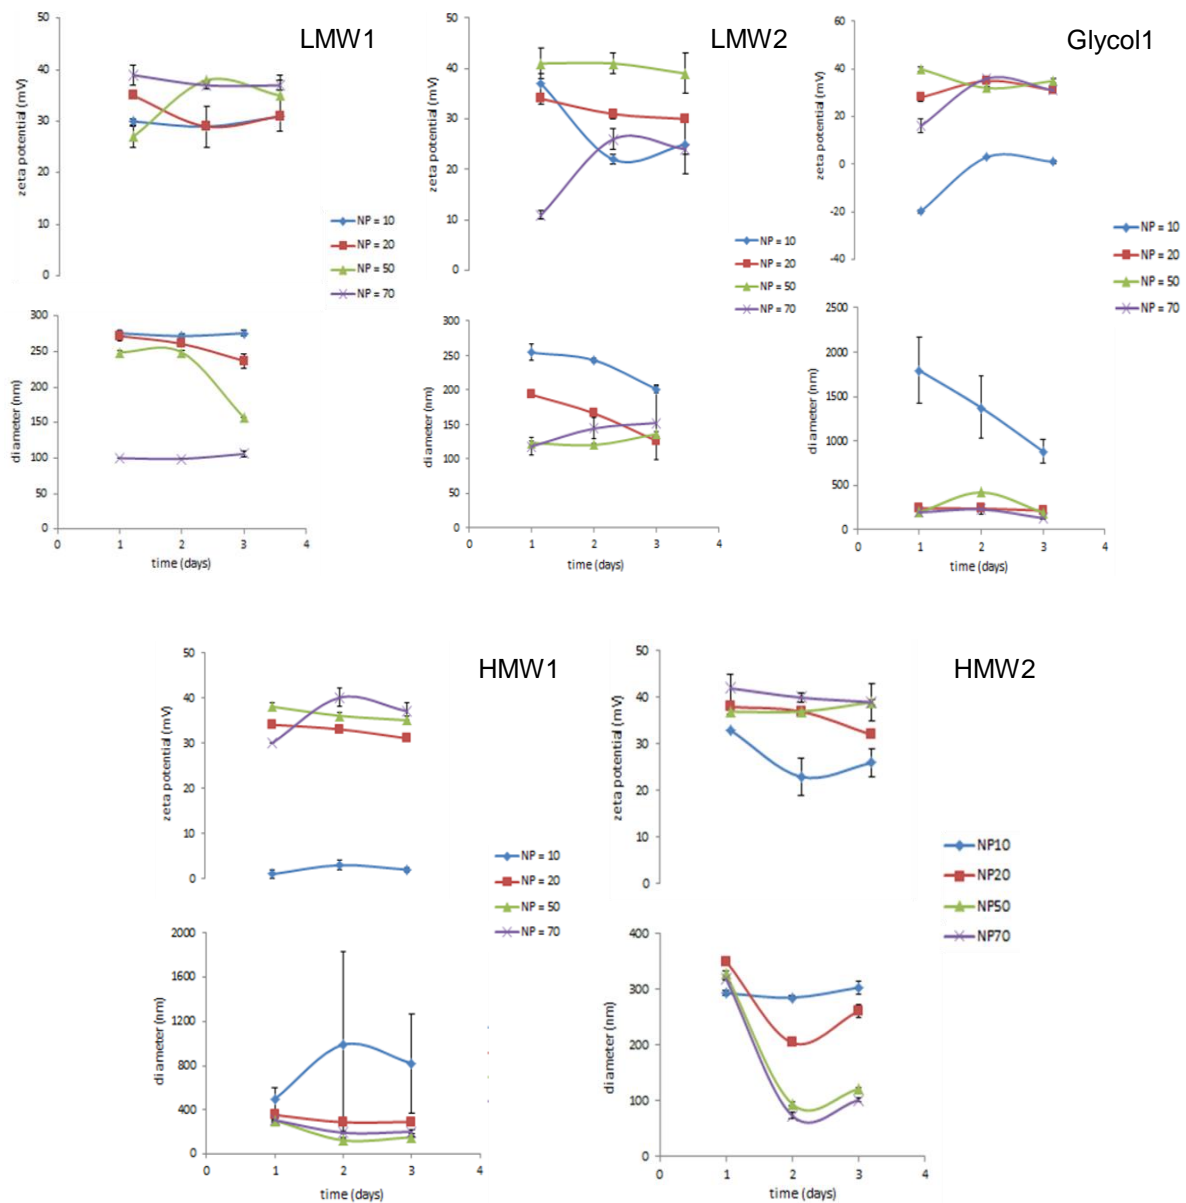 LMW1
50
40
30
20
10
0
zeta potential (mV)
NP = 10
NP = 20
NP = 50
NP = 70
300
250
200
150
100
50
0
diameter (nm)
0 1 2 3 4
time (days)
LMW2
50
40
30
20
10
0
zeta potential (mV)
NP = 10
NP = 20
NP = 50
NP = 70
300
250
200
150
100
50
0
diameter (nm)
0 1 2 3 4
time (days)
Glycol1
60
40
20
0
-20
-40
zeta potential (mV)
NP = 10
NP = 20
NP = 50
NP = 70
2500
2000
1500
1000
500
0
diameter (nm)
0 1 2 3 4
time (days)
HMW1
50
40
30
20
10
0
zeta potential (mV)
NP = 10
NP = 20
NP = 50
NP = 70
2000
1600
1200
800
400
0
diameter (nm)
0 1 2 3 4
time (days)
HMW2
50
40
30
20
10
0
zeta potential (mV)
NP10
NP20
NP50
NP70
400
300
200
100
0
diameter (nm)
0 1 2 3 4
time (days)